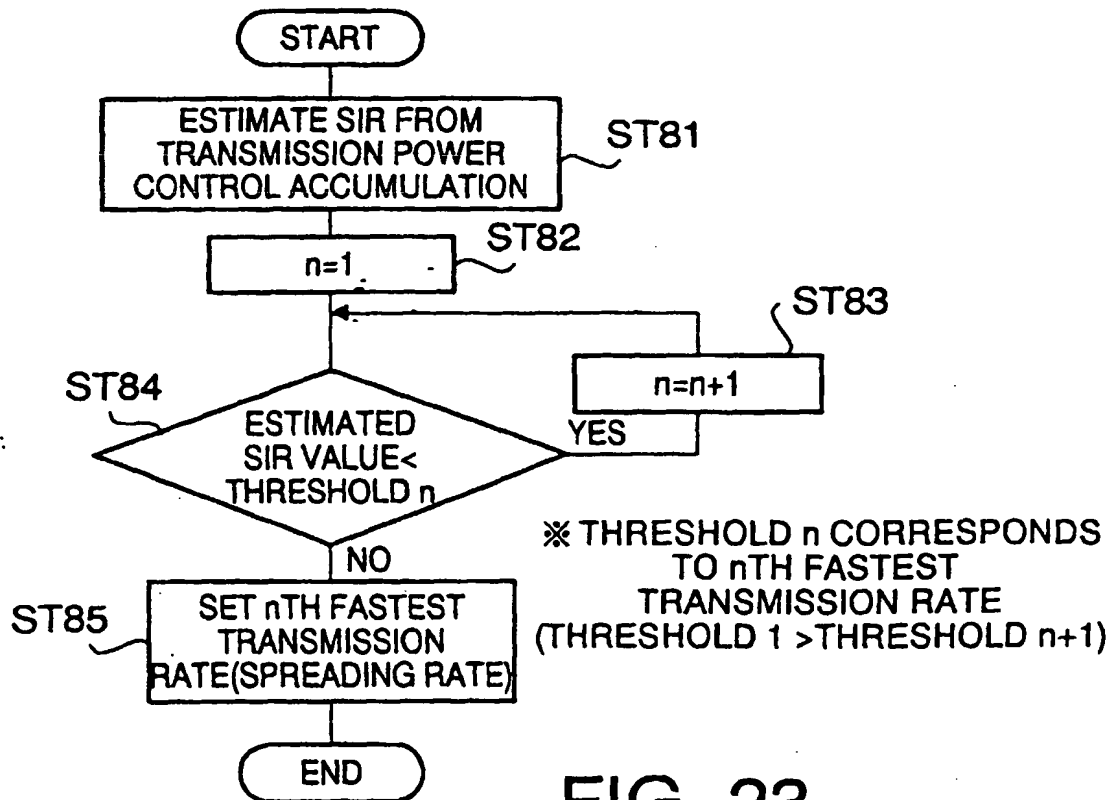 START
ESTIMATE SIR FROM
TRANSMISSION POWER
CONTROL ACCUMULATION
ST81
n=1
ST82
ST83
n=n+1
ST84
ESTIMATED
SIR VALUE<
THRESHOLD n
YES
NO
※ THRESHOLD n CORRESPONDS
TO nTH FASTEST
TRANSMISSION RATE
(THRESHOLD 1 >THRESHOLD n+1)
ST85
SET nTH FASTEST
TRANSMISSION
RATE(SPREADING RATE)
END
FIG. 23